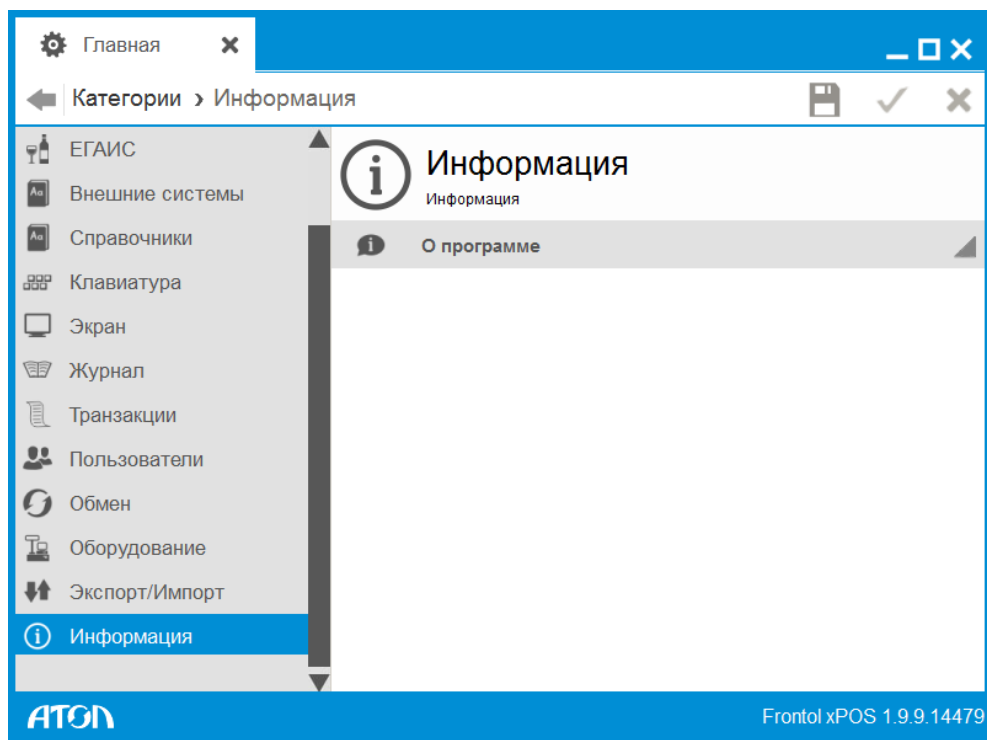 Главная
Категории › Информация
ЕГАИС
Внешние системы
Справочники
Клавиатура
Экран
Журнал
Транзакции
Пользователи
Обмен
Оборудование
Экспорт/Импорт
Информация
Информация
Информация
О программе
АТОЛ
Frontol xPOS 1.9.9.14479